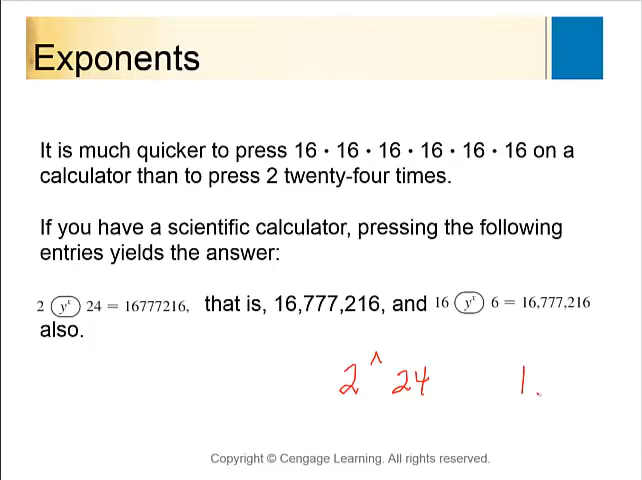 Exponents
It is much quicker to press 16 • 16 • 16 • 16 • 16 • 16 on a
calculator than to press 2 twenty-four times.
If you have a scientific calculator, pressing the following
entries yields the answer:
2 yˣ 24 = 16777216, that is, 16,777,216, and 16 yˣ 6 = 16,777,216
also.
2 ^ 24 1.
Copyright © Cengage Learning. All rights reserved.